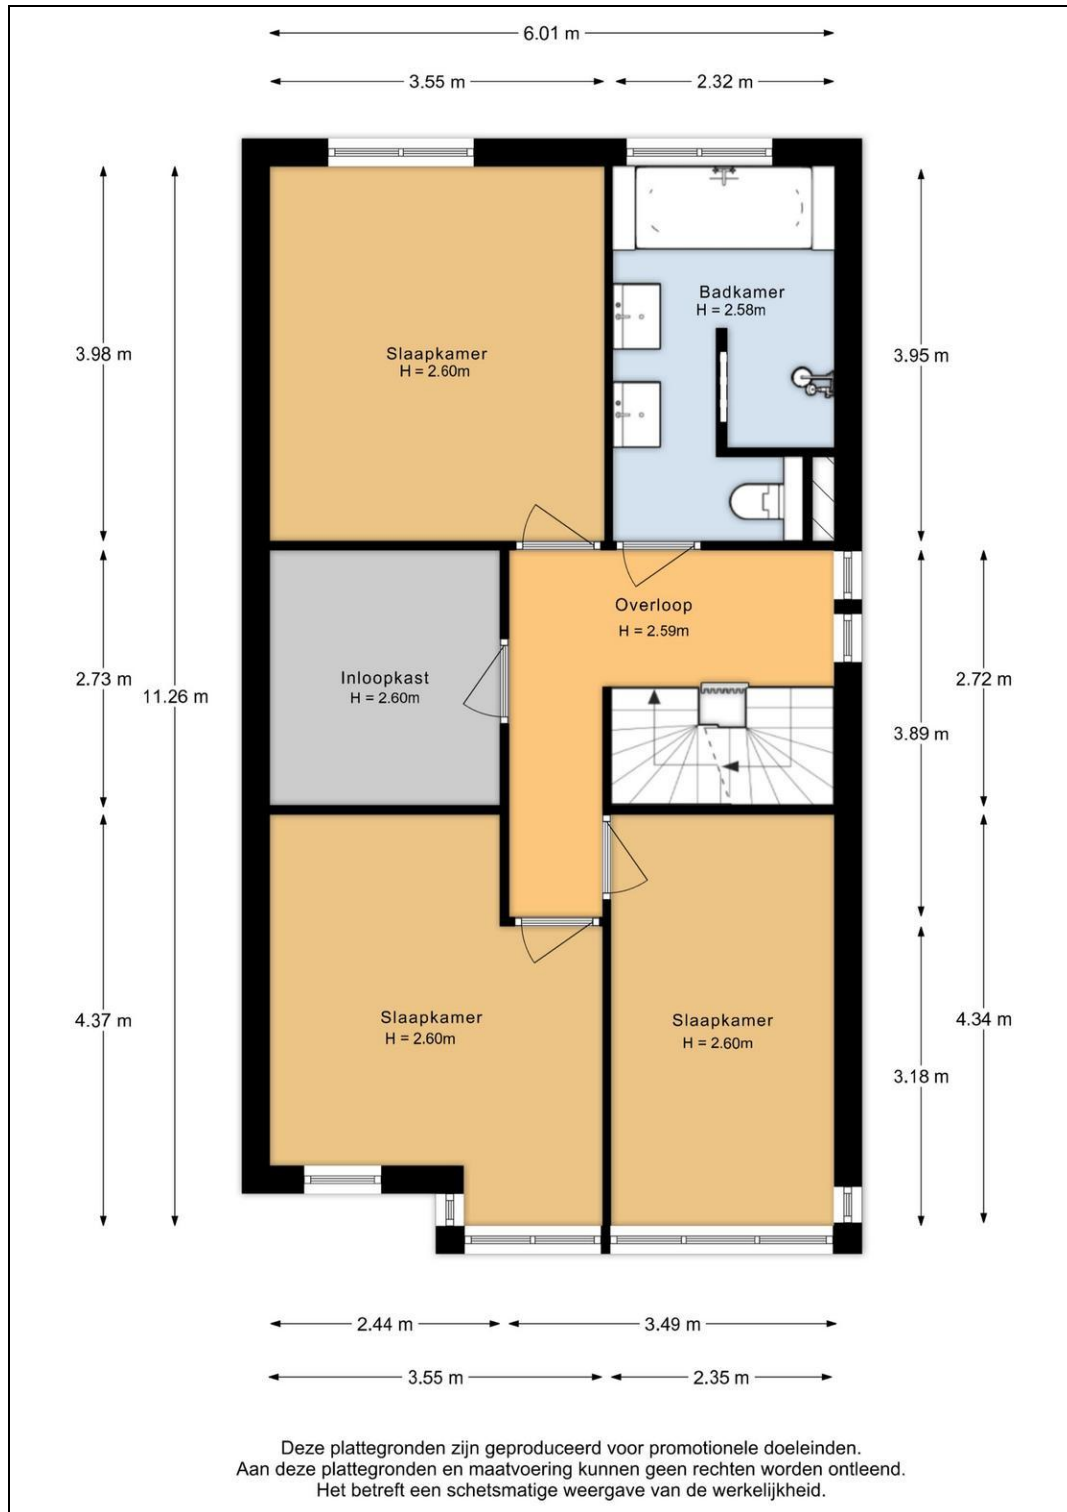 6.01 m
3.55 m
2.32 m
3.98 m
11.26 m
2.73 m
4.37 m
Slaapkamer
H = 2.60m
Badkamer
H = 2.58m
3.95 m
Overloop
H = 2.59m
Inloopkast
H = 2.60m
2.72 m
3.89 m
Slaapkamer
H = 2.60m
Slaapkamer
H = 2.60m
4.34 m
3.18 m
2.44 m
3.49 m
3.55 m
2.35 m
Deze plattegronden zijn geproduceerd voor promotionele doeleinden.
Aan deze plattegronden en maatvoering kunnen geen rechten worden ontleend.
Het betreft een schetsmatige weergave van de werkelijkheid.